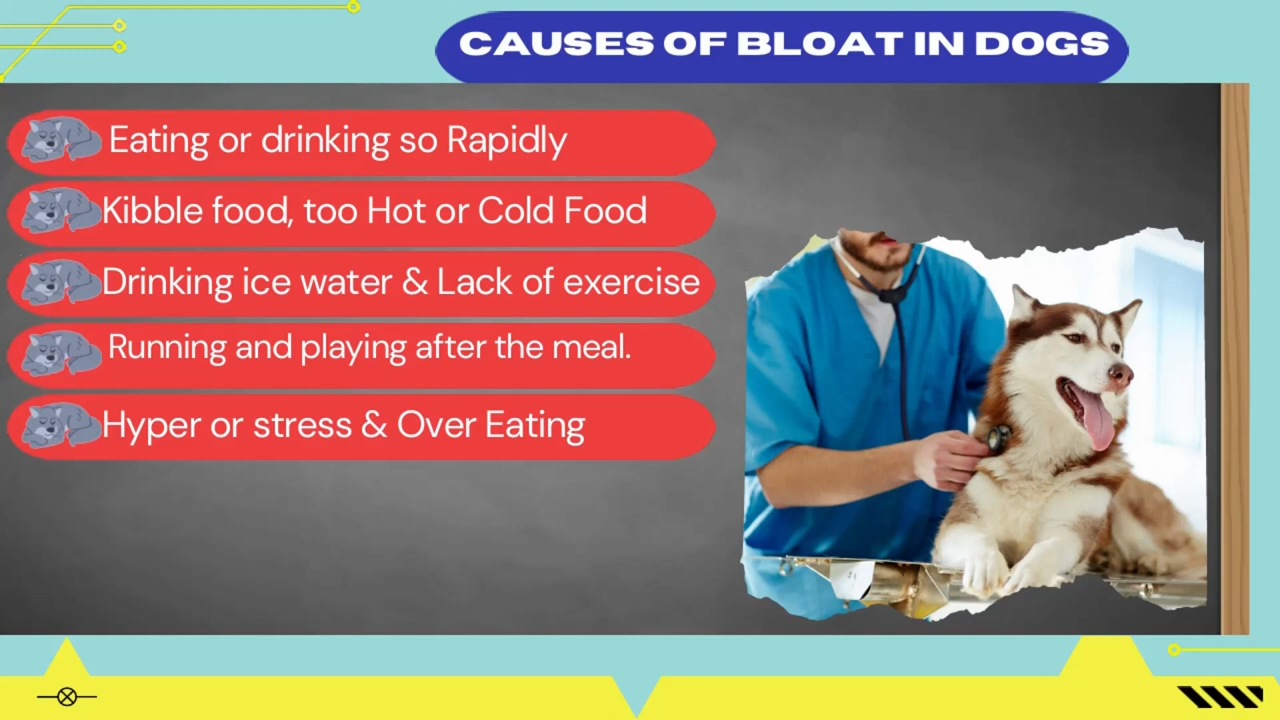 CAUSES OF BLOAT IN DOGS
Eating or drinking so Rapidly
Kibble food, too Hot or Cold Food
Drinking ice water & Lack of exercise
Running and playing after the meal.
Hyper or stress & Over Eating